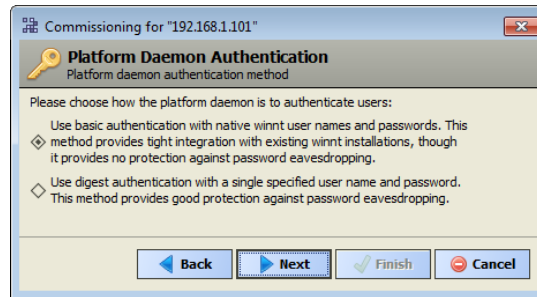 Commissioning for "192.168.1.101"
Platform Daemon Authentication
Platform daemon authentication method
Please choose how the platform daemon is to authenticate users:
Use basic authentication with native winnt user names and passwords. This
method provides tight integration with existing winnt installations, though
it provides no protection against password eavesdropping.
Use digest authentication with a single specified user name and password.
This method provides good protection against password eavesdropping.
Back
Next
Finish
Cancel